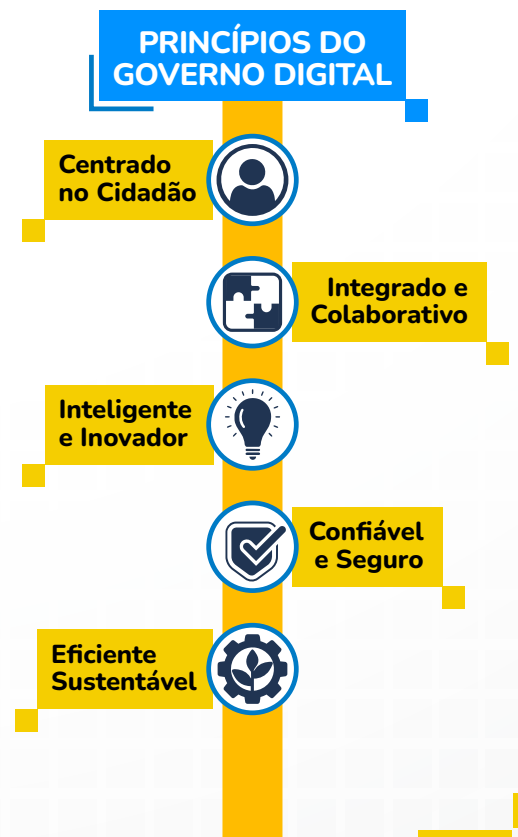 PRINCÍPIOS DO
GOVERNO DIGITAL
Centrado
no Cidadão
Integrado e
Colaborativo
Inteligente
e Inovador
Confiável
e Seguro
Eficiente
Sustentável